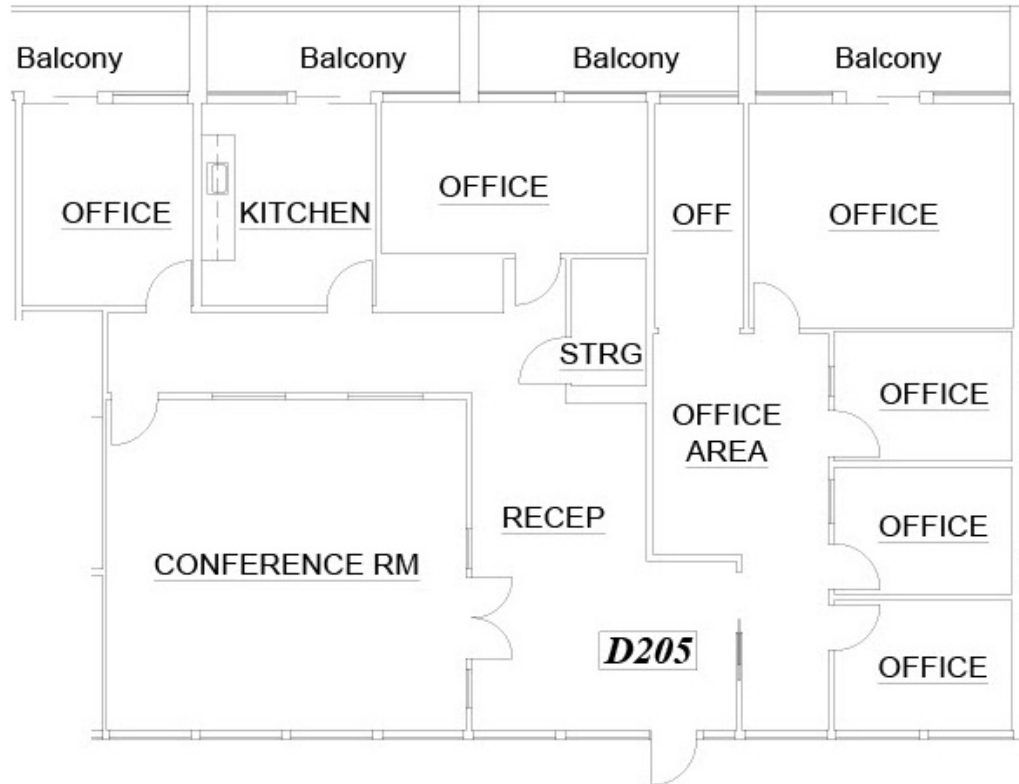 Balcony
Balcony
Balcony
Balcony
OFFICE
KITCHEN
OFFICE
OFF
OFFICE
STRG
OFFICE
OFFICE
AREA
RECEP
OFFICE
CONFERENCE RM
D205
OFFICE